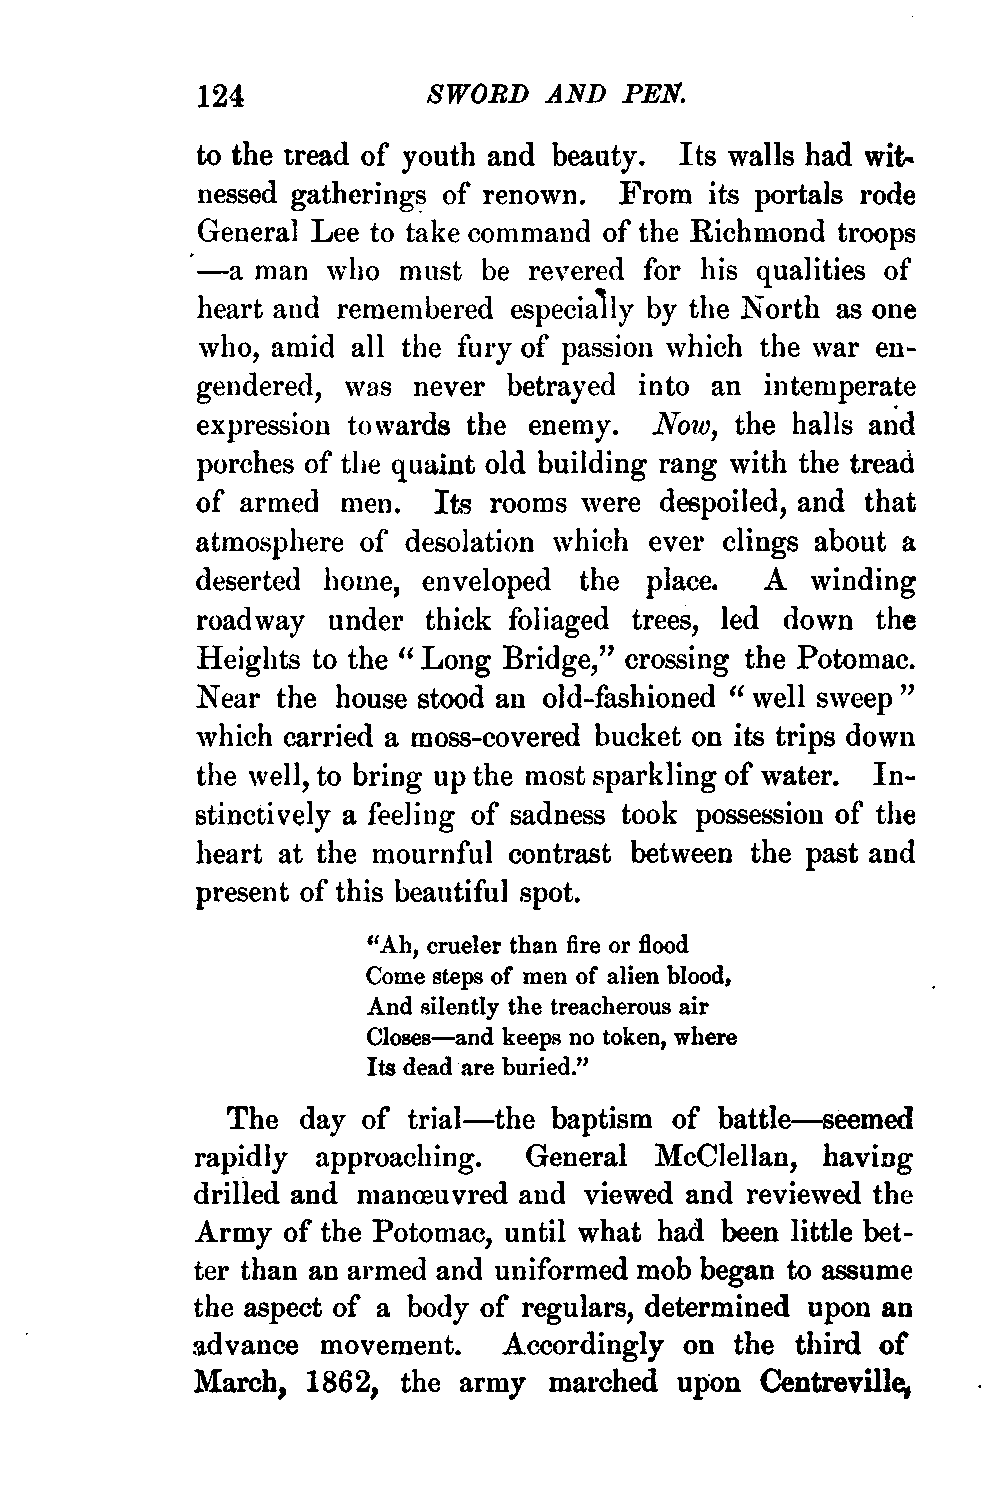 124 SWORD AND PEN.
to the tread of youth and beauty. Its walls had wit-
nessed gatherings of renown. From its portals rode
General Lee to take command of the Richmond troops
—a man who must be revered for his qualities of
heart and remembered especially by the North as one
who, amid all the fury of passion which the war en-
gendered, was never betrayed into an intemperate
expression towards the enemy. Now, the halls and
porches of the quaint old building rang with the tread
of armed men. Its rooms were despoiled, and that
atmosphere of desolation which ever clings about a
deserted home, enveloped the place. A winding
roadway under thick foliaged trees, led down the
Heights to the “Long Bridge,” crossing the Potomac.
Near the house stood an old-fashioned “well sweep”
which carried a moss-covered bucket on its trips down
the well, to bring up the most sparkling of water. In-
stinctively a feeling of sadness took possession of the
heart at the mournful contrast between the past and
present of this beautiful spot.
“Ah, crueler than fire or flood
Come steps of men of alien blood,
And silently the treacherous air
Closes—and keeps no token, where
Its dead are buried.”
The day of trial—the baptism of battle—seemed
rapidly approaching. General McClellan, having
drilled and manœuvred and viewed and reviewed the
Army of the Potomac, until what had been little bet-
ter than an armed and uniformed mob began to assume
the aspect of a body of regulars, determined upon an
advance movement. Accordingly on the third of
March, 1862, the army marched upon Centreville,